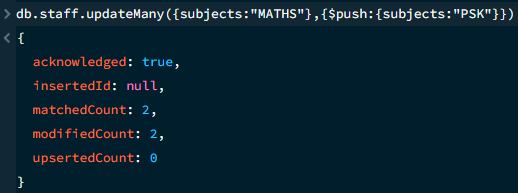 > db.staff.updateMany({subjects:"MATHS"},{$push:{subjects:"PSK"}})
< {
acknowledged: true,
insertedId: null,
matchedCount: 2,
modifiedCount: 2,
upsertedCount: 0
}